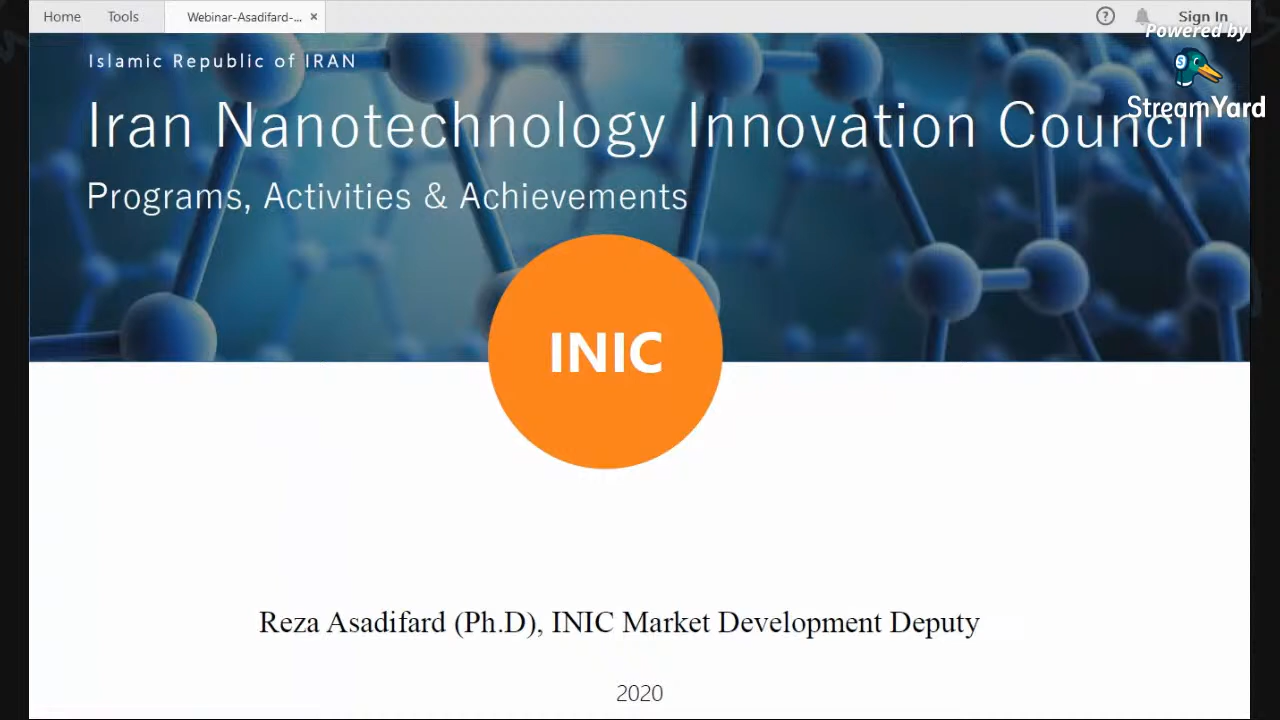 Home Tools Webinar-Asadifard-... × ? Sign In
Powered by
StreamYard
Islamic Republic of IRAN
Iran Nanotechnology Innovation Council
Programs, Activities & Achievements
INIC
Reza Asadifard (Ph.D), INIC Market Development Deputy
2020